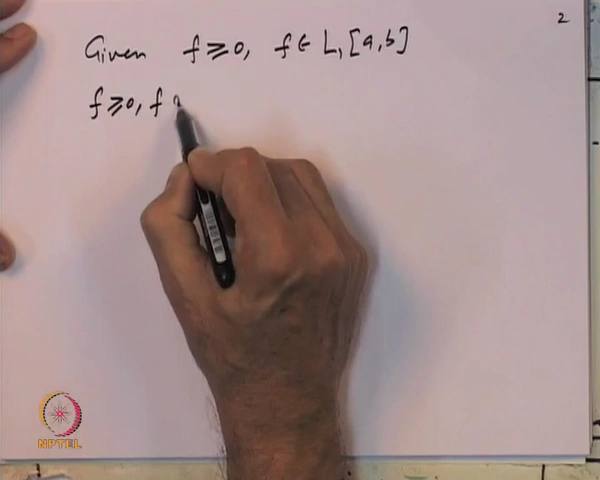 2
Given f ≥ 0, f ∈ L₁[a,b]
f ≥ 0, f
NPTEL